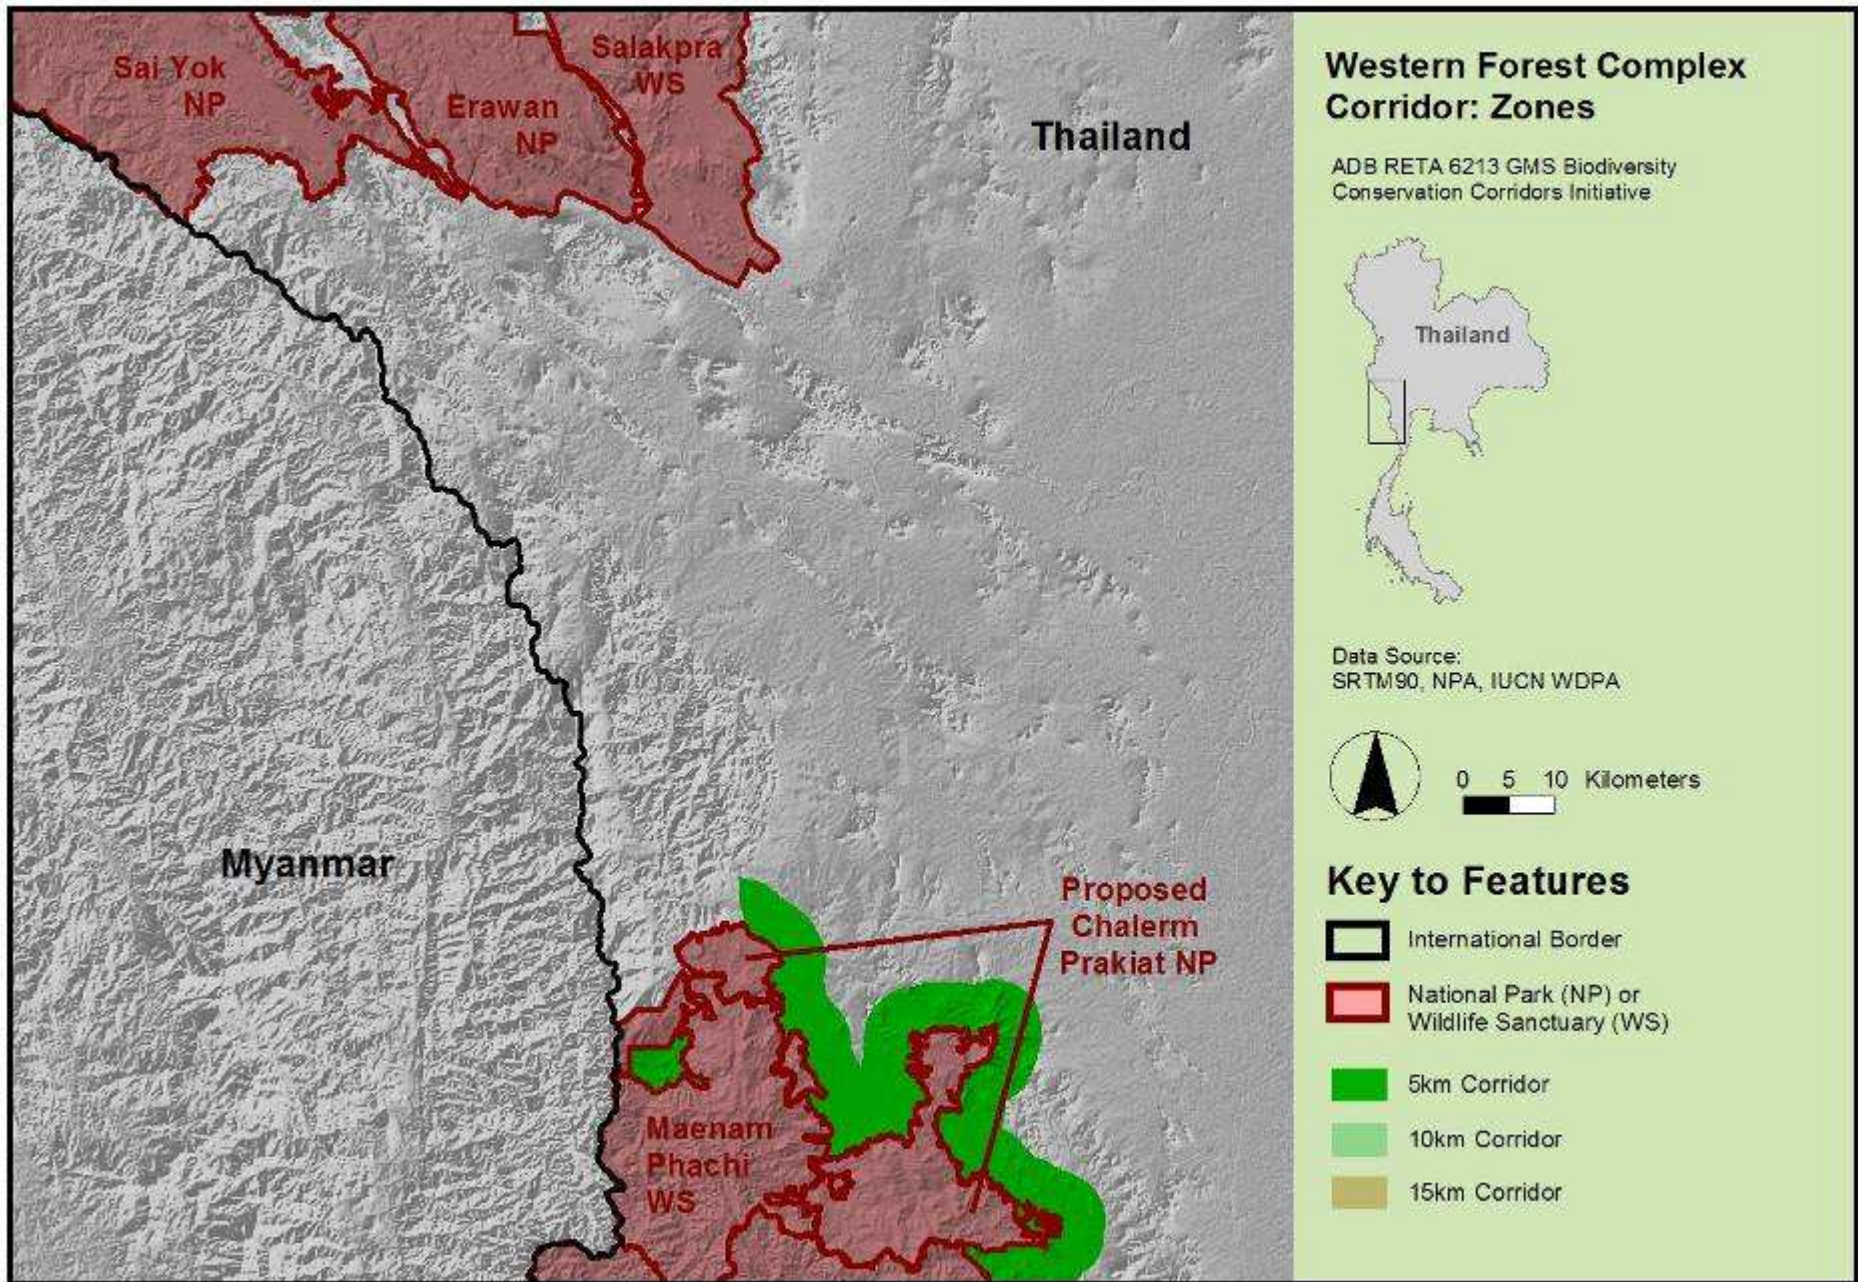 Sai Yok
NP
Erawan
NP
Salakpra
WS
Thailand
Myanmar
Proposed
Chalerm
Prakiat NP
Maenam
Phachi
WS
Western Forest Complex
Corridor: Zones
ADB RETA 6213 GMS Biodiversity
Conservation Corridors Initiative
Thailand
Data Source:
SRTM90, NPA, IUCN WDPA
0 5 10 Kilometers
Key to Features
International Border
National Park (NP) or
Wildlife Sanctuary (WS)
5km Corridor
10km Corridor
15km Corridor